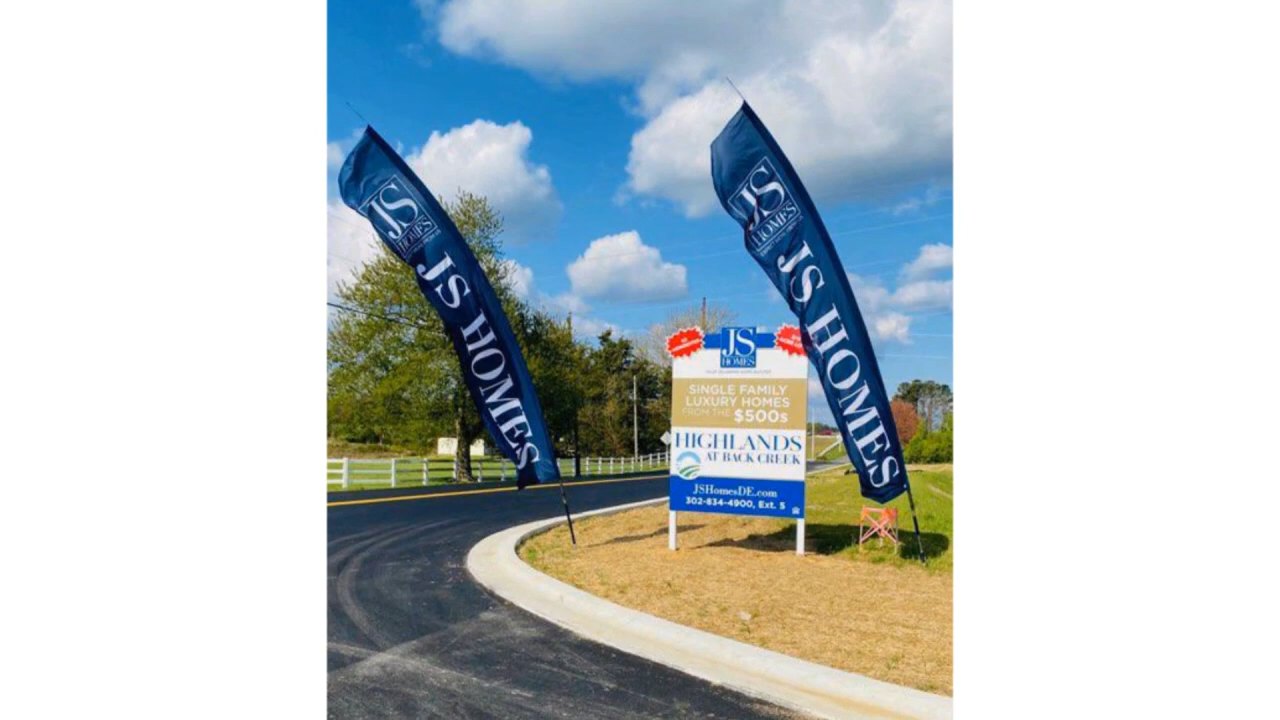 JS
HOMES
JS HOMES
JS
HOMES
JS HOMES
JS
HOMES
SINGLE FAMILY
LUXURY HOMES
FROM THE $500s
HIGHLANDS
AT BACK CREEK
JSHomesDE.com
302-834-4900, Ext. 5